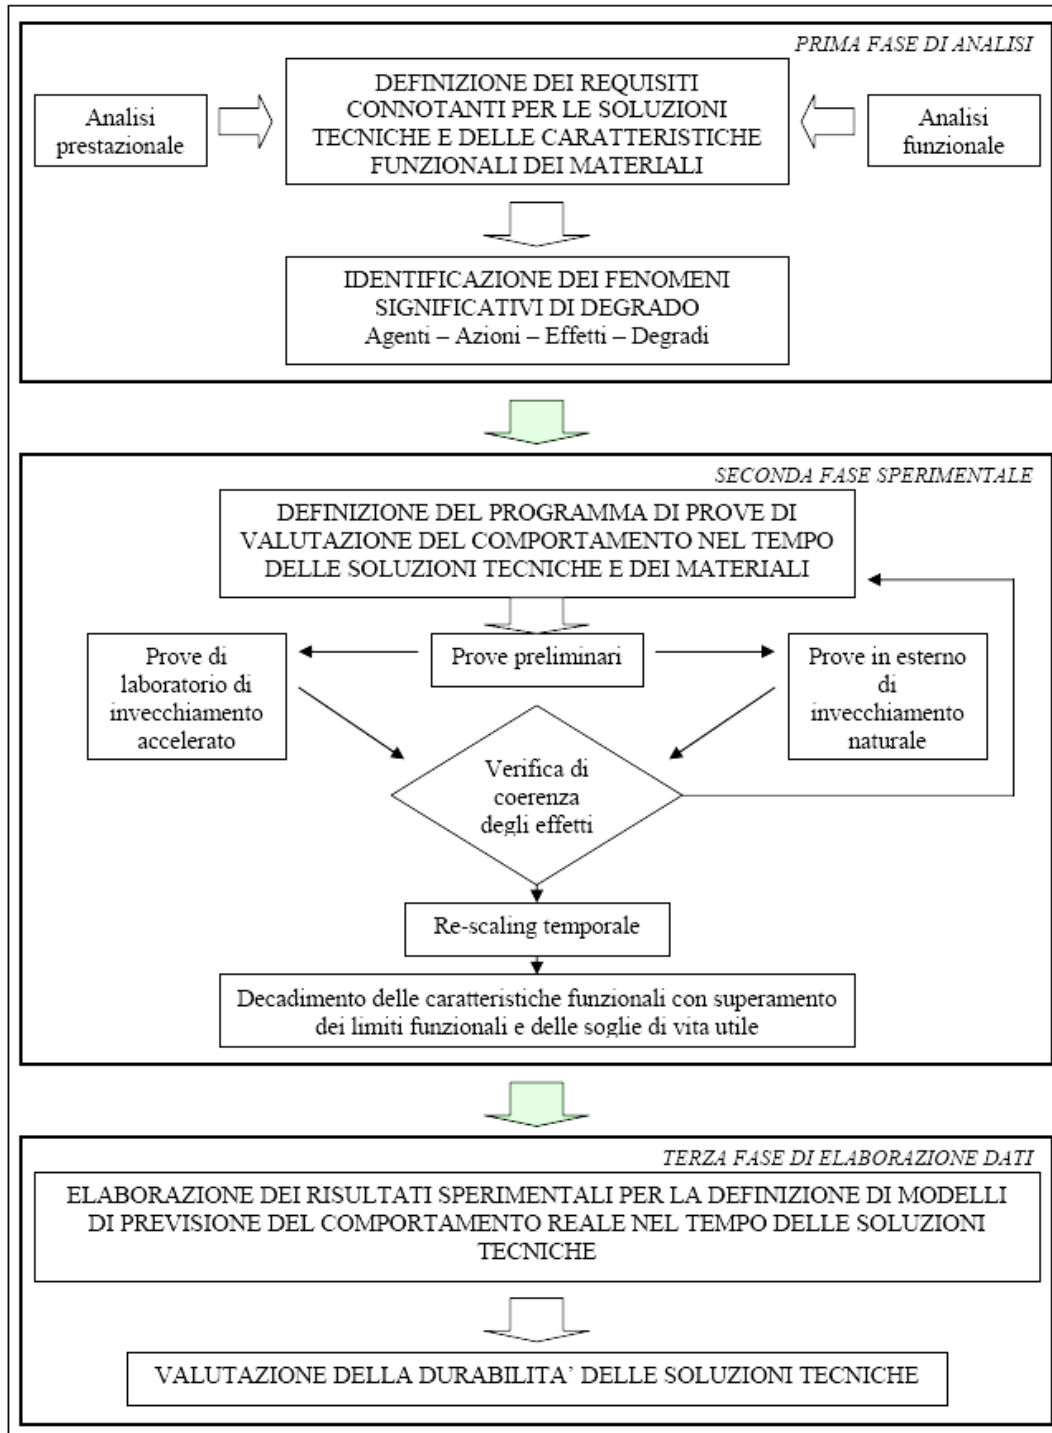 PRIMA FASE DI ANALISI
Analisi
prestazionale
DEFINIZIONE DEI REQUISITI
CONNOTANTI PER LE SOLUZIONI
TECNICHE E DELLE CARATTERISTICHE
FUNZIONALI DEI MATERIALI
Analisi
funzionale
IDENTIFICAZIONE DEI FENOMENI
SIGNIFICATIVI DI DEGRADO
Agenti – Azioni – Effetti – Degradi
SECONDA FASE SPERIMENTALE
DEFINIZIONE DEL PROGRAMMA DI PROVE DI
VALUTAZIONE DEL COMPORTAMENTO NEL TEMPO
DELLE SOLUZIONI TECNICHE E DEI MATERIALI
Prove di
laboratorio di
invecchiamento
accelerato
Prove preliminari
Prove in esterno
di
invecchiamento
naturale
Verifica di
coerenza
degli effetti
Re-scaling temporale
Decadimento delle caratteristiche funzionali con superamento
dei limiti funzionali e delle soglie di vita utile
TERZA FASE DI ELABORAZIONE DATI
ELABORAZIONE DEI RISULTATI SPERIMENTALI PER LA DEFINIZIONE DI MODELLI
DI PREVISIONE DEL COMPORTAMENTO REALE NEL TEMPO DELLE SOLUZIONI
TECNICHE
VALUTAZIONE DELLA DURABILITA’ DELLE SOLUZIONI TECNICHE